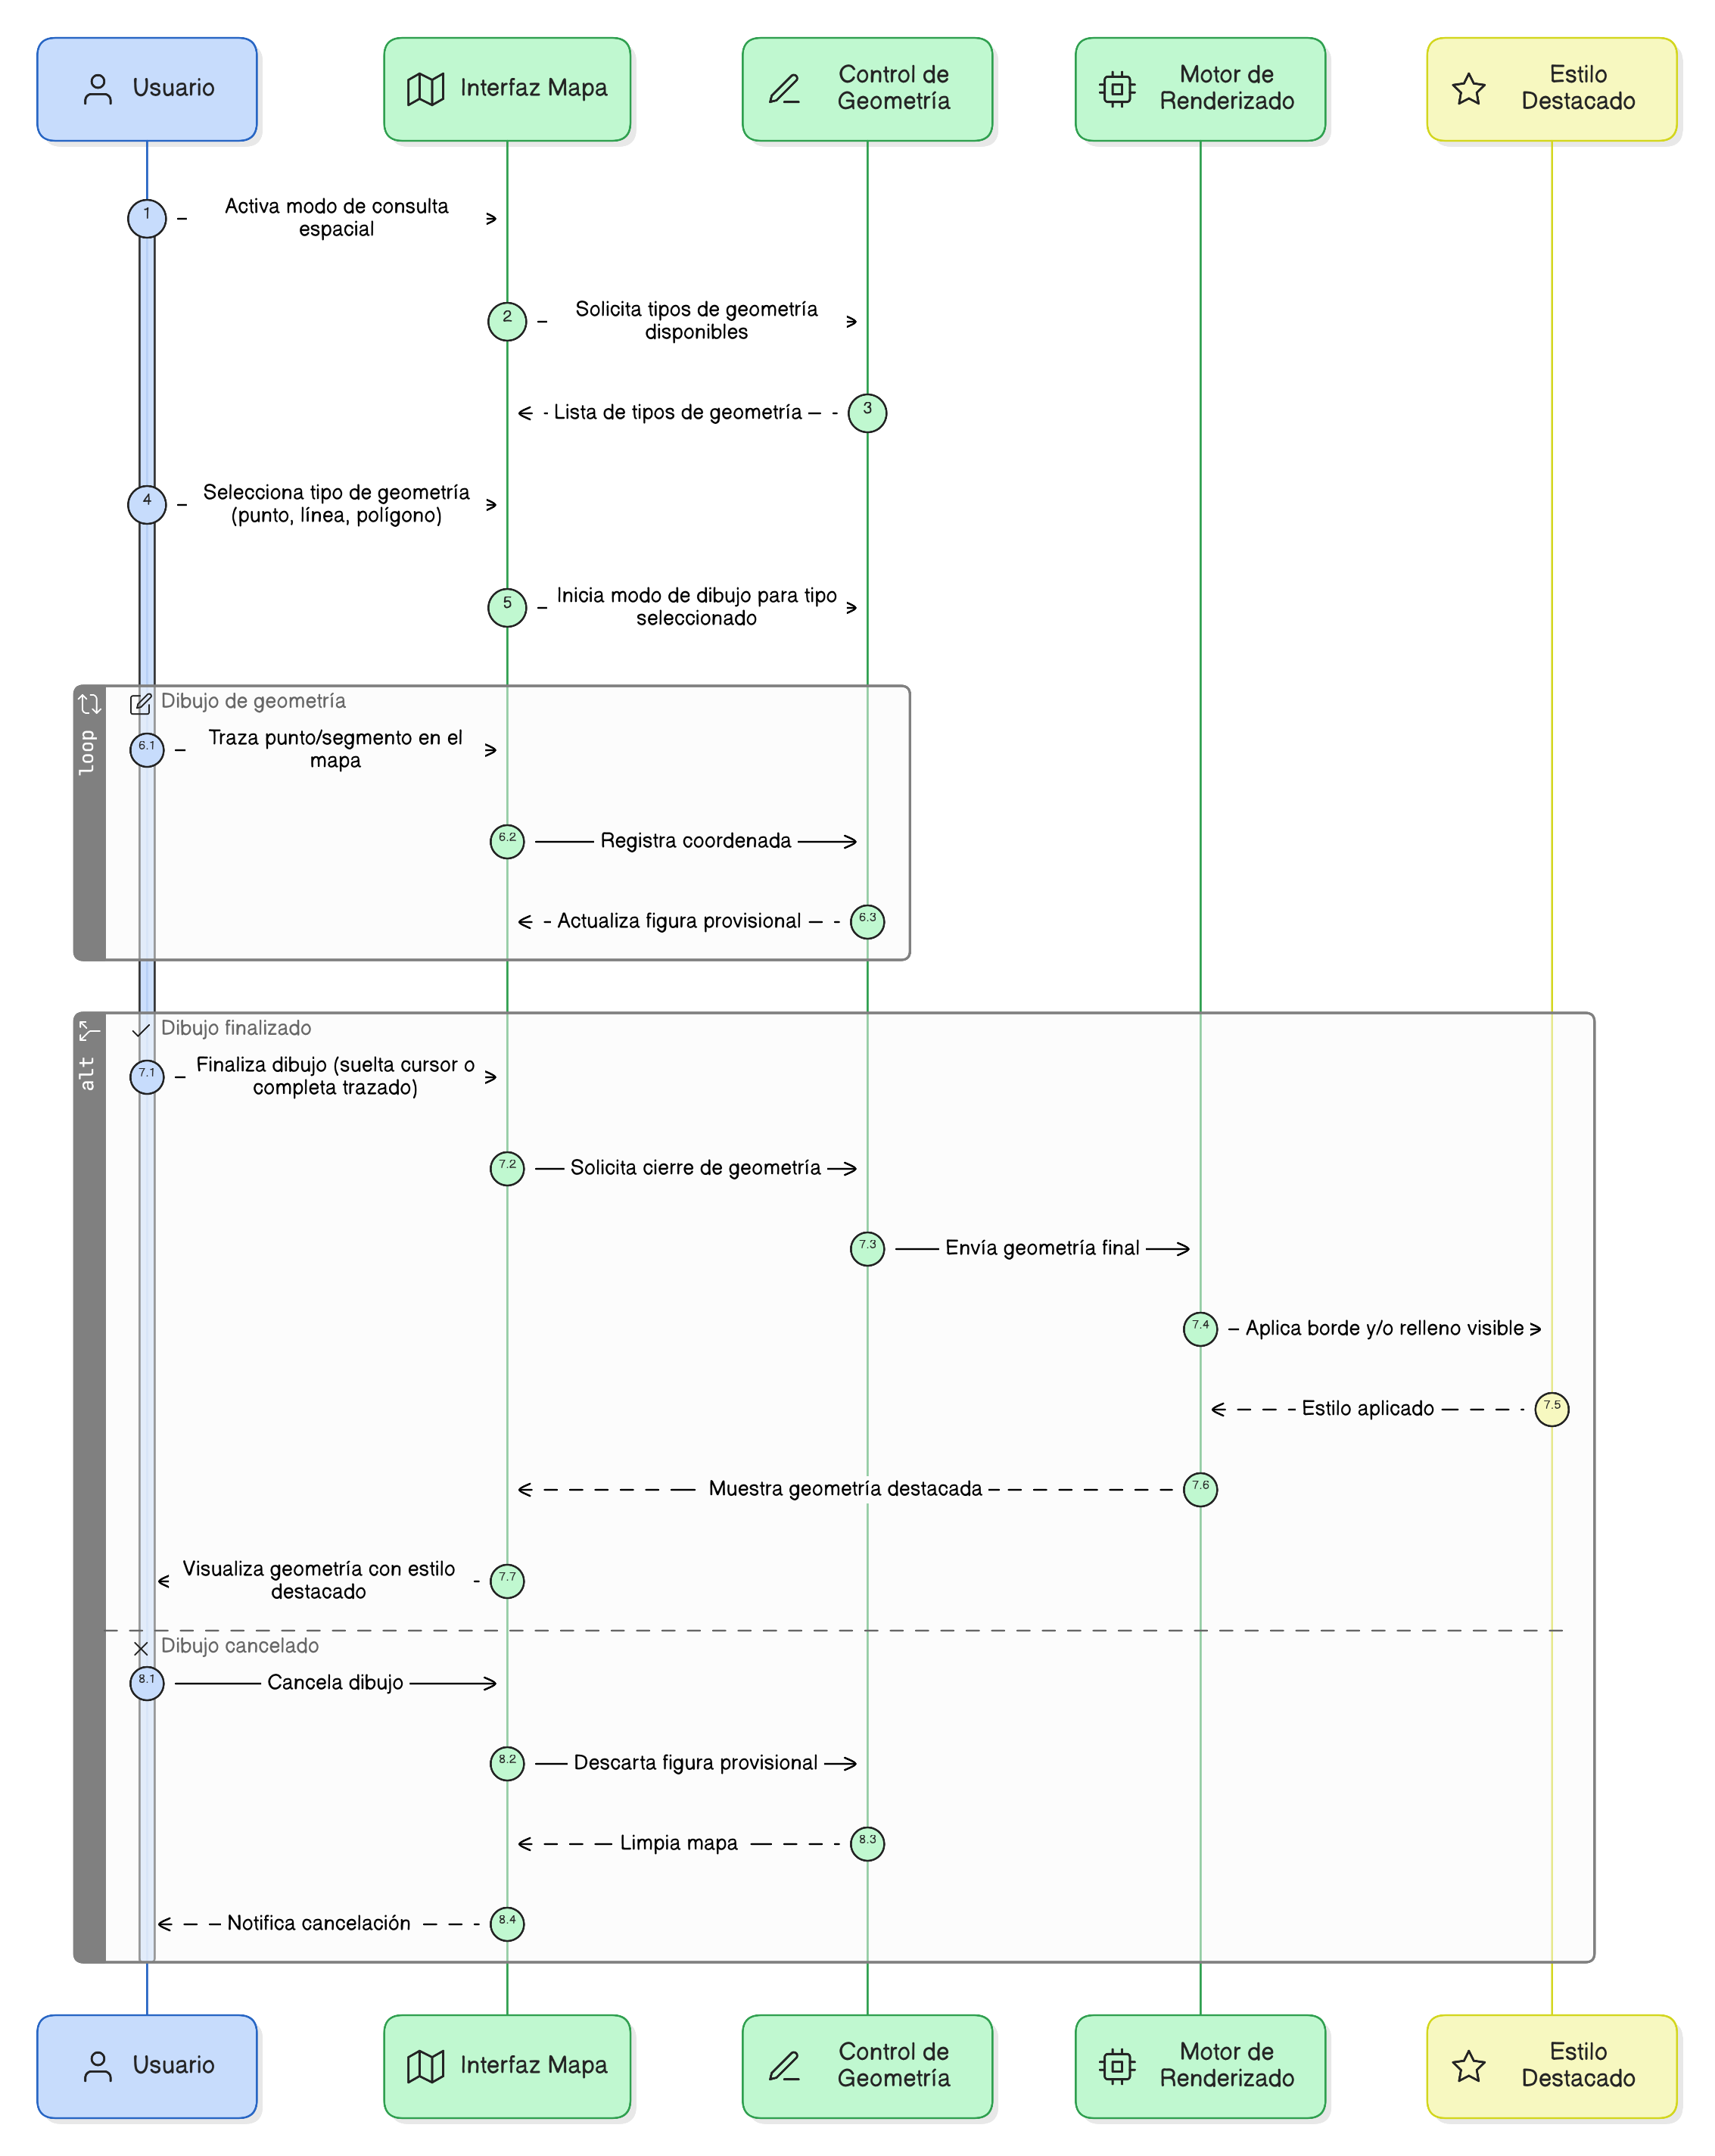 Usuario
Interfaz Mapa
Control de
Geometría
Motor de
Renderizado
Estilo
Destacado
1
Activa modo de consulta
espacial
2
Solicita tipos de geometría
disponibles
Lista de tipos de geometría
3
4
Selecciona tipo de geometría
(punto, línea, polígono)
5
Inicia modo de dibujo para tipo
seleccionado
loop
Dibujo de geometría
6.1
Traza punto/segmento en el
mapa
6.2
Registra coordenada
Actualiza figura provisional
6.3
alt
Dibujo finalizado
7.1
Finaliza dibujo (suelta cursor o
completa trazado)
7.2
Solicita cierre de geometría
7.3
Envía geometría final
7.4
Aplica borde y/o relleno visible
Estilo aplicado
7.5
Muestra geometría destacada
7.6
Visualiza geometría con estilo
destacado
7.7
Dibujo cancelado
8.1
Cancela dibujo
8.2
Descarta figura provisional
Limpia mapa
8.3
Notifica cancelación
8.4
Usuario
Interfaz Mapa
Control de
Geometría
Motor de
Renderizado
Estilo
Destacado